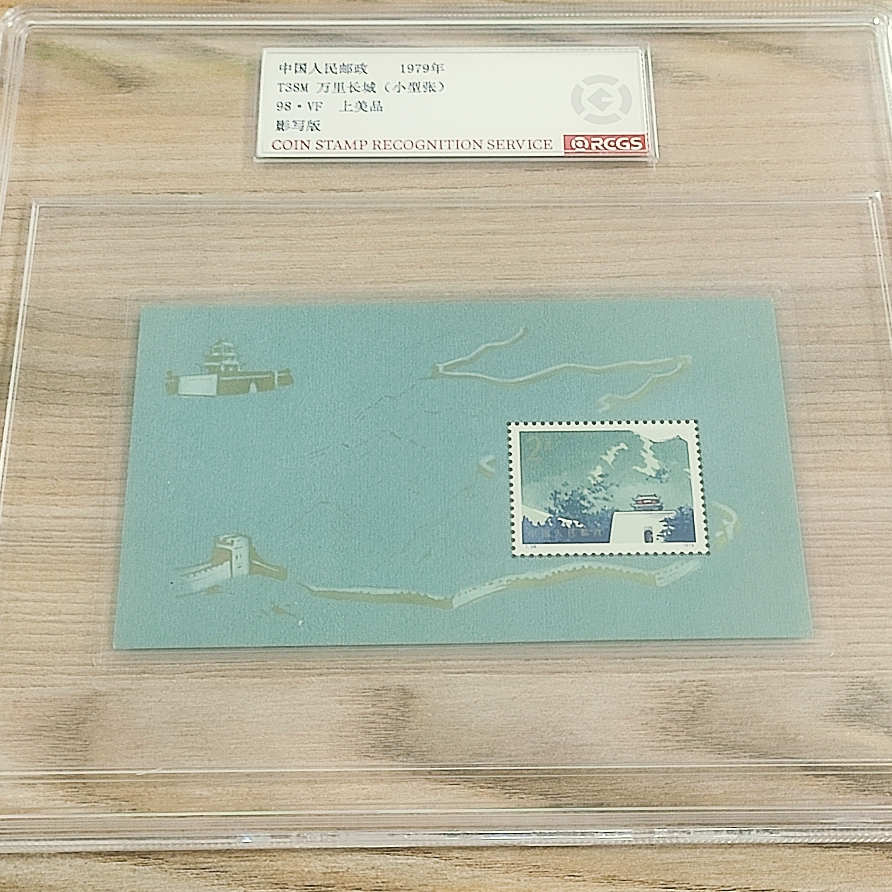 中国人民邮政 1979年
T38M 万里长城（小型张）
98·VF 上美品
影写版
COIN STAMP RECOGNITION SERVICE RCGS